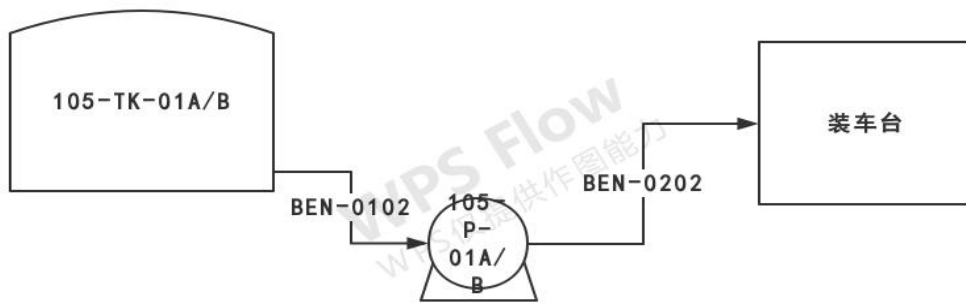 105-TK-01A/B
装车台
BEN-0102
BEN-0202
105-
P-
01A/
B
WPS Flow
WPS仅提供作图能力